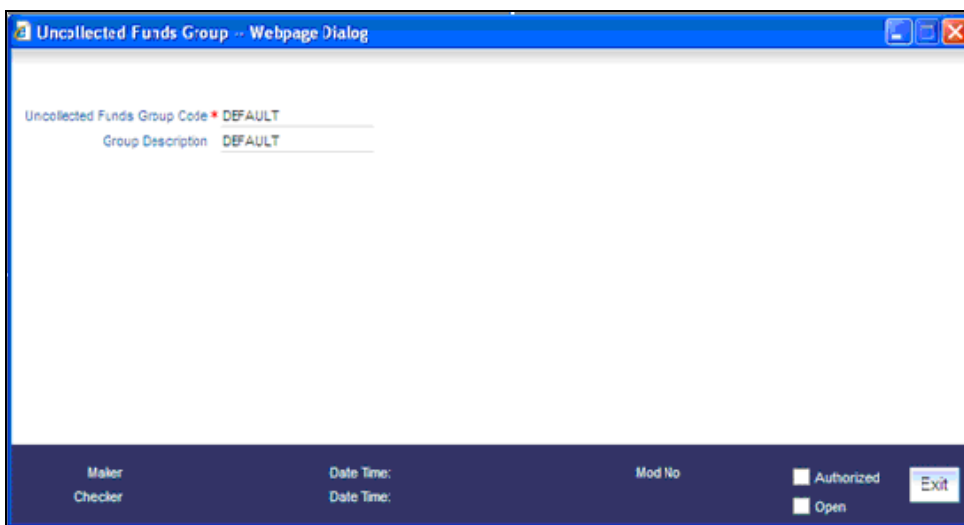 Uncollected Funds Group -- Webpage Dialog
Uncollected Funds Group Code * DEFAULT
Group Description DEFAULT
Maker Date Time: Mod No Authorized
Checker Date Time: Open
Exit